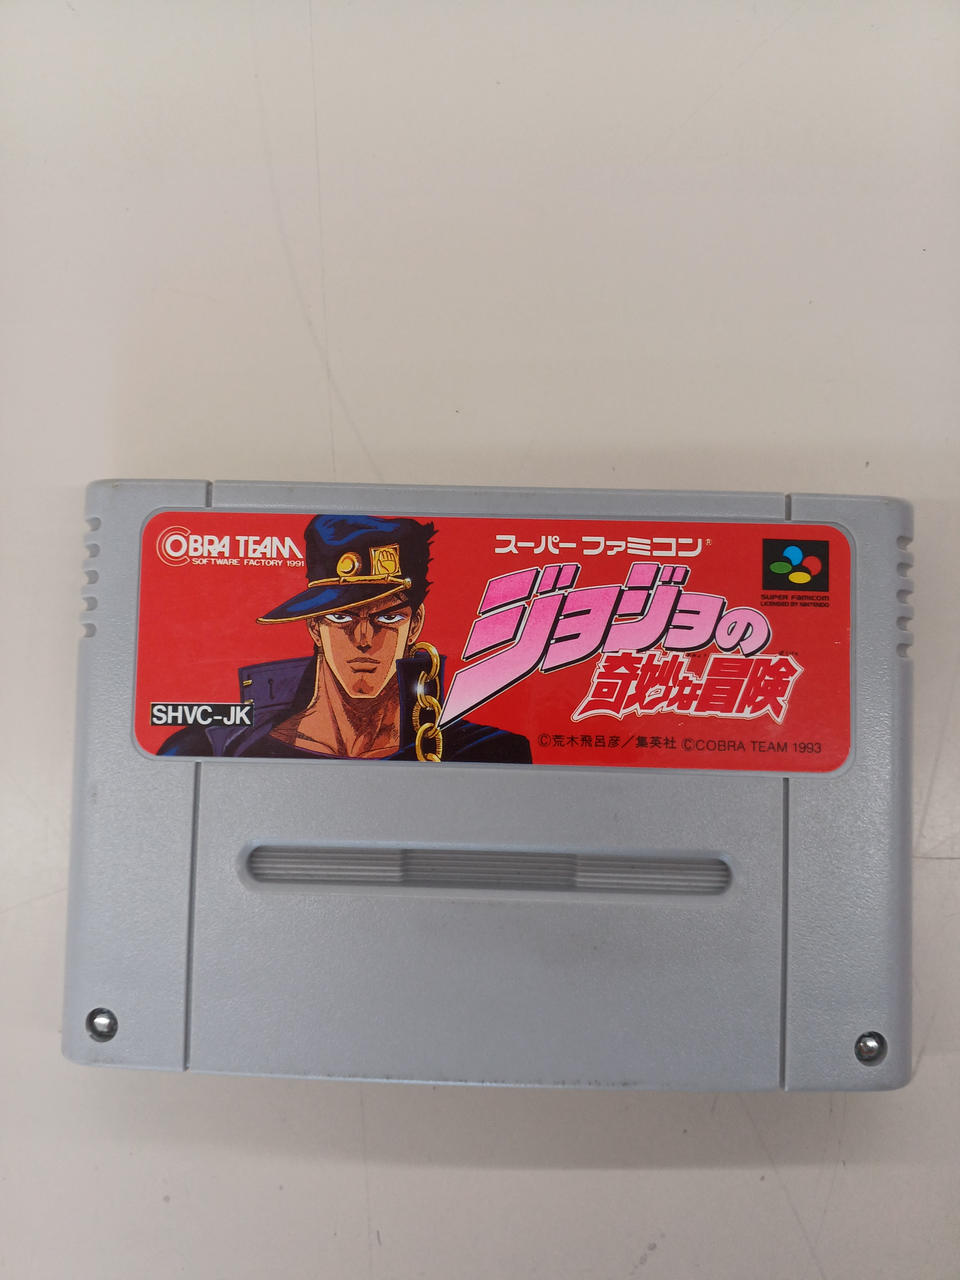 COBRA TEAM
SOFTWARE FACTORY 1991
スーパーファミコン®
ジョジョの
奇妙な冒険
SUPER FAMICOM
LICENSED BY NINTENDO
SHVC-JK
©荒木飛呂彦／集英社 ©COBRA TEAM 1993